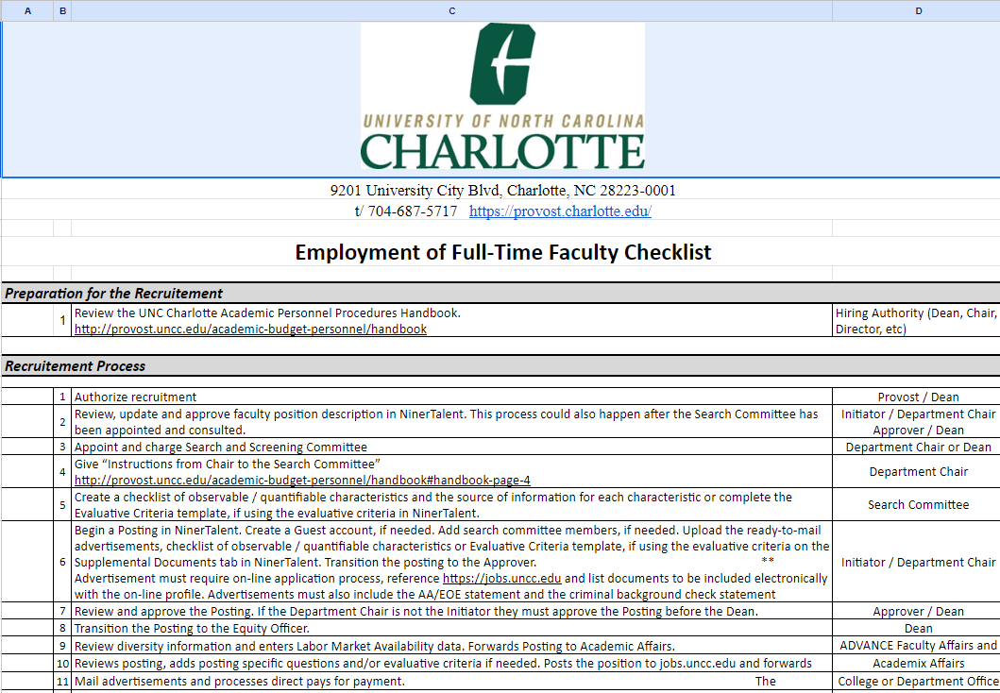 A B C D
UNIVERSITY OF NORTH CAROLINA
CHARLOTTE
9201 University City Blvd, Charlotte, NC 28223-0001
t/ 704-687-5717 https://provost.charlotte.edu/
Employment of Full-Time Faculty Checklist
Preparation for the Recruitement
1 Review the UNC Charlotte Academic Personnel Procedures Handbook. Hiring Authority (Dean, Chair,
http://provost.uncc.edu/academic-budget-personnel/handbook Director, etc)
Recruitement Process
1 Authorize recruitment Provost / Dean
2 Review, update and approve faculty position description in NinerTalent. This process could also happen after the Search Committee has Initiator / Department Chair
been appointed and consulted. Approver / Dean
3 Appoint and charge Search and Screening Committee Department Chair or Dean
4 Give “Instructions from Chair to the Search Committee” Department Chair
http://provost.uncc.edu/academic-budget-personnel/handbook#handbook-page-4
5 Create a checklist of observable / quantifiable characteristics and the source of information for each characteristic or complete the Search Committee
Evaluative Criteria template, if using the evaluative criteria in NinerTalent.
6 Begin a Posting in NinerTalent. Create a Guest account, if needed. Add search committee members, if needed. Upload the ready-to-mail
advertisements, checklist of observable / quantifiable characteristics or Evaluative Criteria template, if using the evaluative criteria on the
Supplemental Documents tab in NinerTalent. Transition the posting to the Approver. ** Initiator / Department Chair
Advertisement must require on-line application process, reference https://jobs.uncc.edu and list documents to be included electronically
with the on-line profile. Advertisements must also include the AA/EOE statement and the criminal background check statement
7 Review and approve the Posting. If the Department Chair is not the Initiator they must approve the Posting before the Dean. Approver / Dean
8 Transition the Posting to the Equity Officer. Dean
9 Review diversity information and enters Labor Market Availability data. Forwards Posting to Academic Affairs. ADVANCE Faculty Affairs and
10 Reviews posting, adds posting specific questions and/or evaluative criteria if needed. Posts the position to jobs.uncc.edu and forwards Academix Affairs
11 Mail advertisements and processes direct pays for payment. The College or Department Office